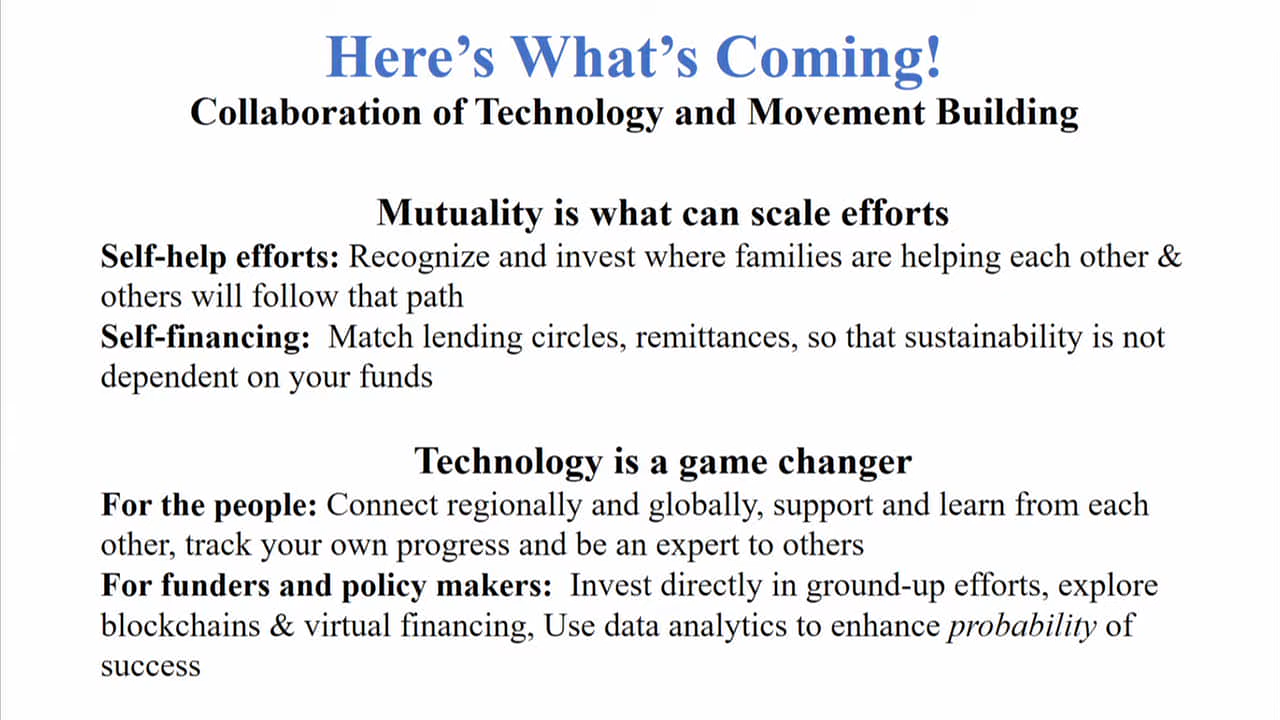 Here’s What’s Coming!
Collaboration of Technology and Movement Building
Mutuality is what can scale efforts
Self-help efforts: Recognize and invest where families are helping each other &
others will follow that path
Self-financing:  Match lending circles, remittances, so that sustainability is not
dependent on your funds
Technology is a game changer
For the people: Connect regionally and globally, support and learn from each
other, track your own progress and be an expert to others
For funders and policy makers:  Invest directly in ground-up efforts, explore
blockchains & virtual financing, Use data analytics to enhance probability of
success